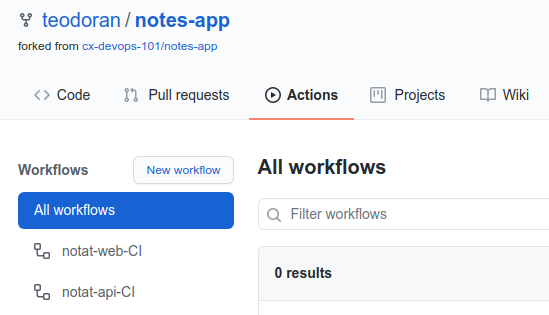 teodoran / notes-app
forked from cx-devops-101/notes-app
Code Pull requests Actions Projects Wiki
Workflows
New workflow
All workflows
notat-web-CI
notat-api-CI
All workflows
Filter workflows
0 results